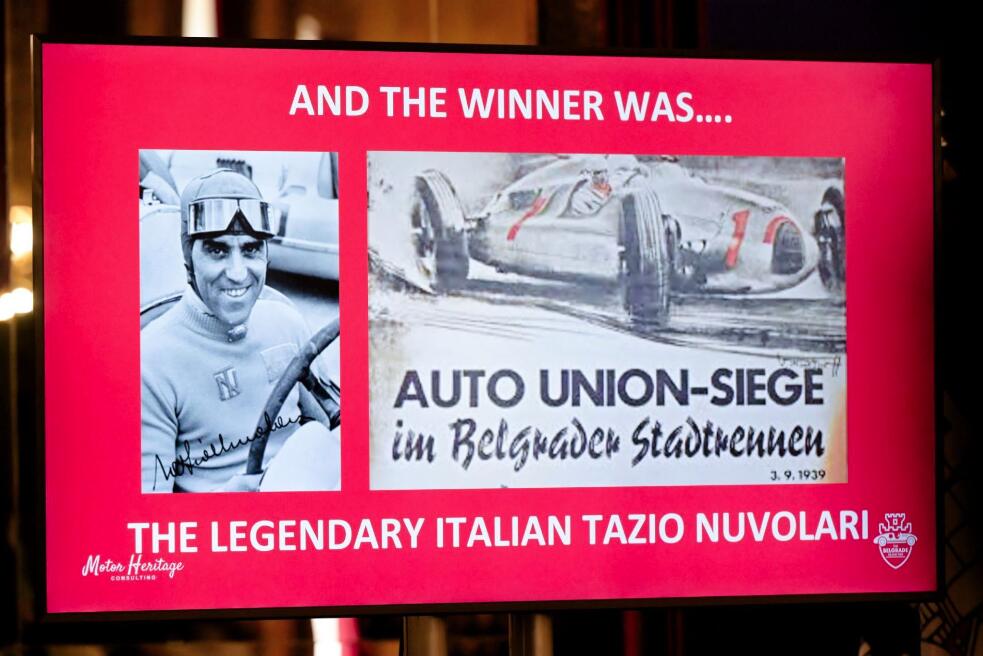 AND THE WINNER WAS....
1
AUTO UNION-SIEGE
im Belgrader Stadtrennen
3.9.1939
THE LEGENDARY ITALIAN TAZIO NUVOLARI
Motor Heritage
CONSULTING
BELGRADE